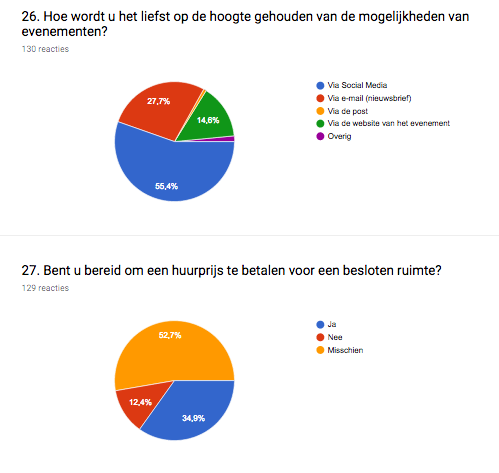 26. Hoe wordt u het liefst op de hoogte gehouden van de mogelijkheden van
evenementen?
130 reacties
27,7%
14,6%
55,4%
Via Social Media
Via e-mail (nieuwsbrief)
Via de post
Via de website van het evenement
Overig
27. Bent u bereid om een huurprijs te betalen voor een besloten ruimte?
129 reacties
52,7%
12,4%
34,9%
Ja
Nee
Misschien